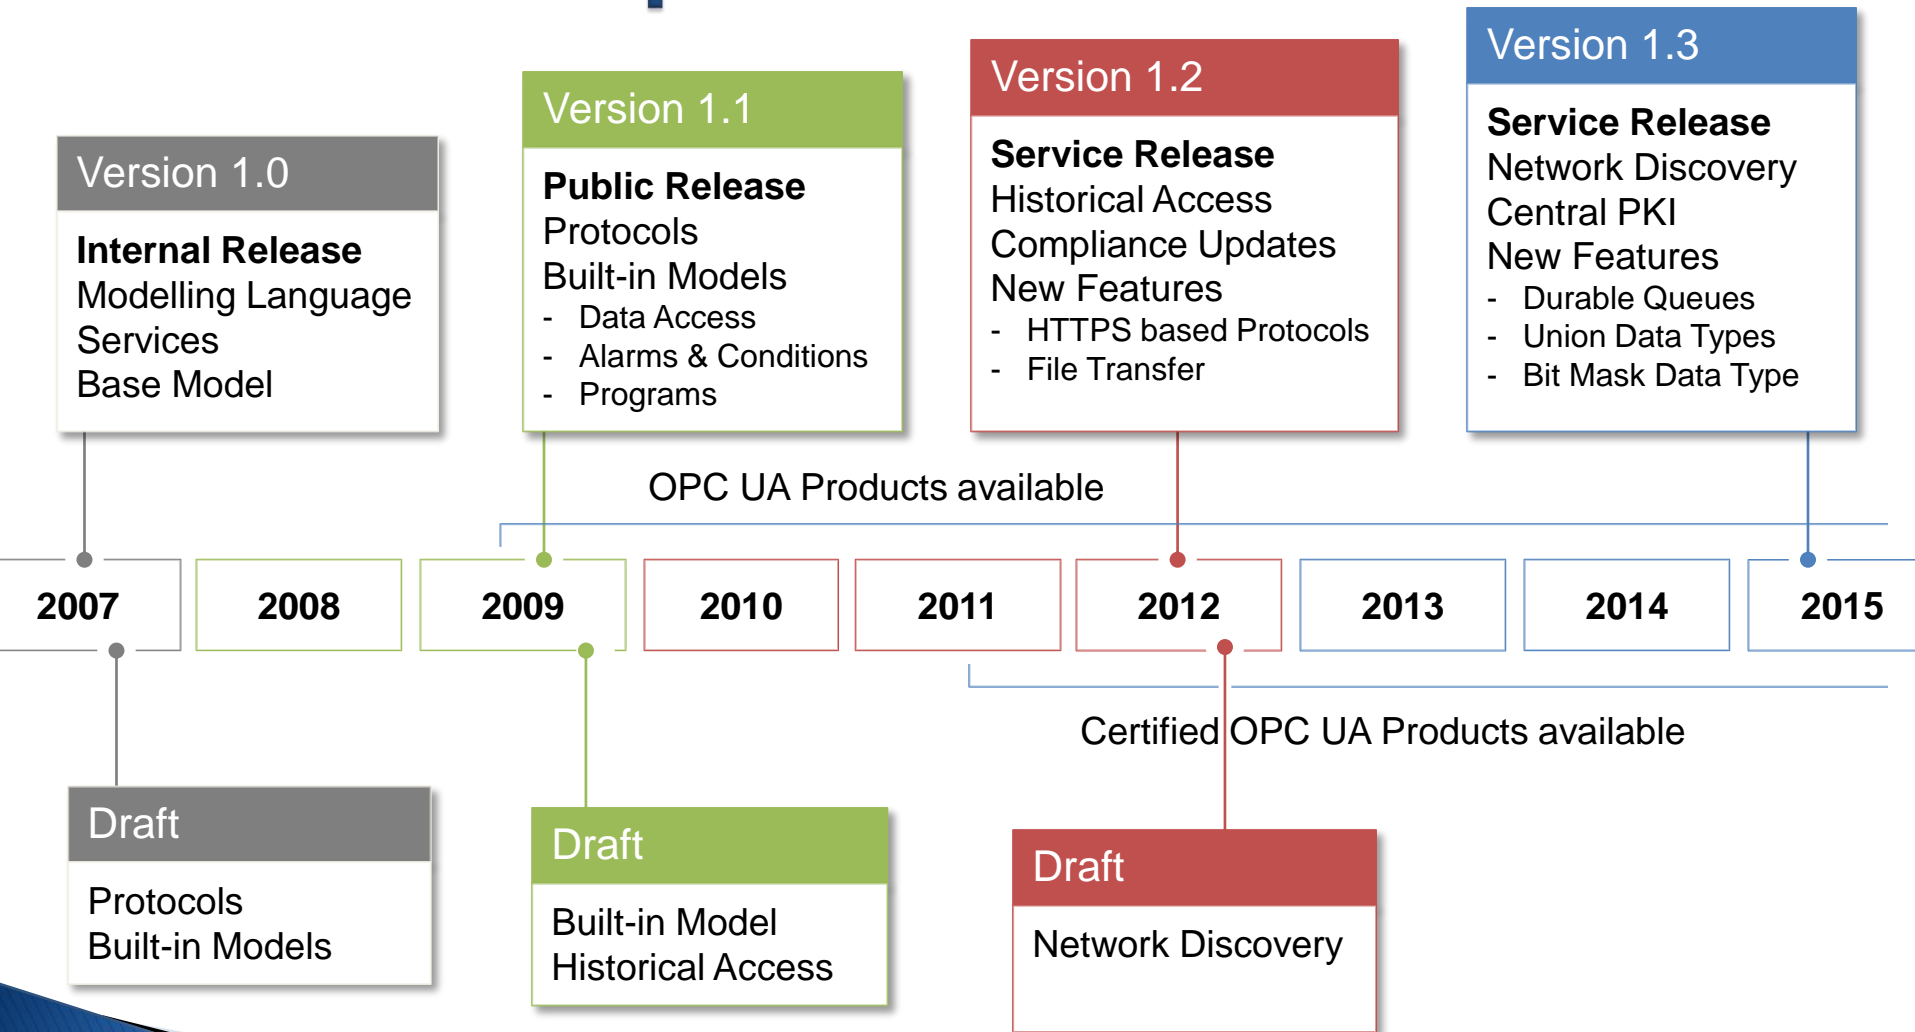 Version 1.0
Internal Release
Modelling Language
Services
Base Model
Version 1.1
Public Release
Protocols
Built-in Models
- Data Access
- Alarms & Conditions
- Programs
Version 1.2
Service Release
Historical Access
Compliance Updates
New Features
- HTTPS based Protocols
- File Transfer
Version 1.3
Service Release
Network Discovery
Central PKI
New Features
- Durable Queues
- Union Data Types
- Bit Mask Data Type
OPC UA Products available
2007
2008
2009
2010
2011
2012
2013
2014
2015
Certified OPC UA Products available
Draft
Protocols
Built-in Models
Draft
Built-in Model
Historical Access
Draft
Network Discovery